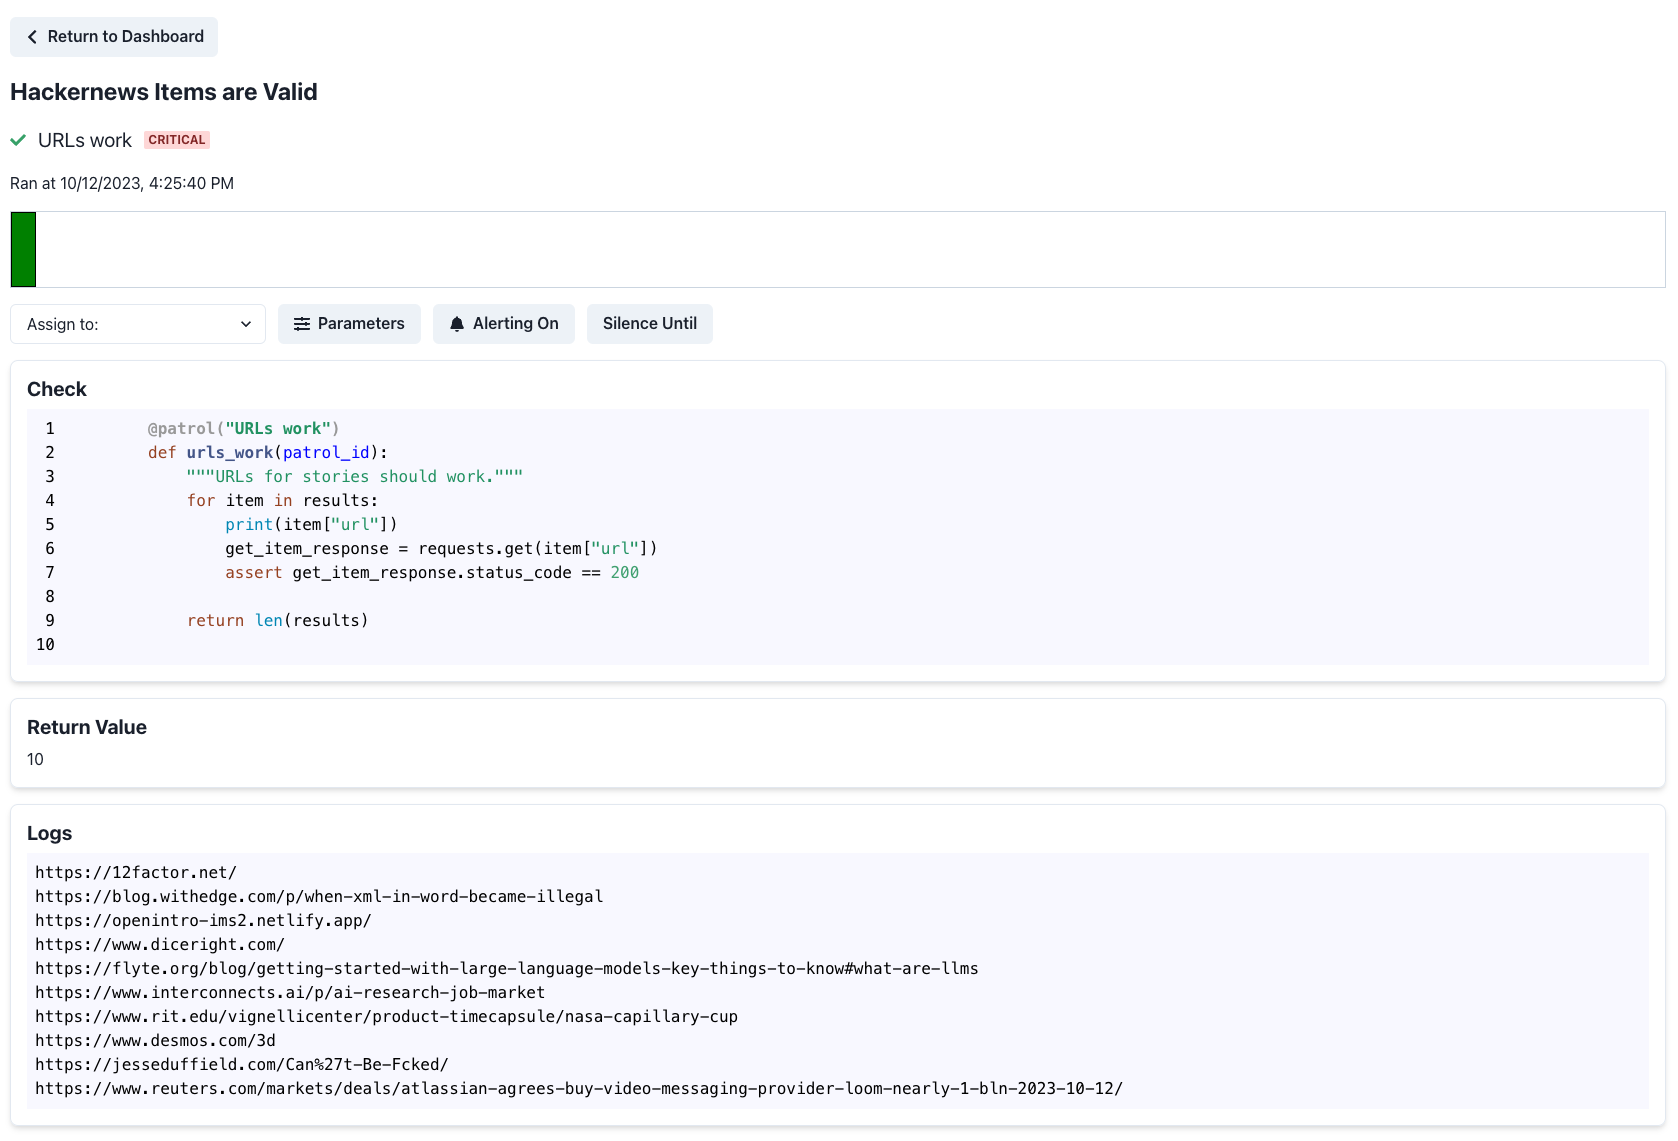 Return to Dashboard
Hackernews Items are Valid
URLs work CRITICAL
Ran at 10/12/2023, 4:25:40 PM
Assign to: Parameters Alerting On Silence Until
Check
1 @patrol("URLs work")
2 def urls_work(patrol_id):
3 """URLs for stories should work."""
4 for item in results:
5 print(item["url"])
6 get_item_response = requests.get(item["url"])
7 assert get_item_response.status_code == 200
8
9 return len(results)
10
Return Value
10
Logs
https://12factor.net/
https://blog.withedge.com/p/when-xml-in-word-became-illegal
https://openintro-ims2.netlify.app/
https://www.diceright.com/
https://flyte.org/blog/getting-started-with-large-language-models-key-things-to-know#what-are-llms
https://www.interconnects.ai/p/ai-research-job-market
https://www.rit.edu/vignellicenter/product-timecapsule/nasa-capillary-cup
https://www.desmos.com/3d
https://jesseduffield.com/Can%27t-Be-Fcked/
https://www.reuters.com/markets/deals/atlassian-agrees-buy-video-messaging-provider-loom-nearly-1-bln-2023-10-12/